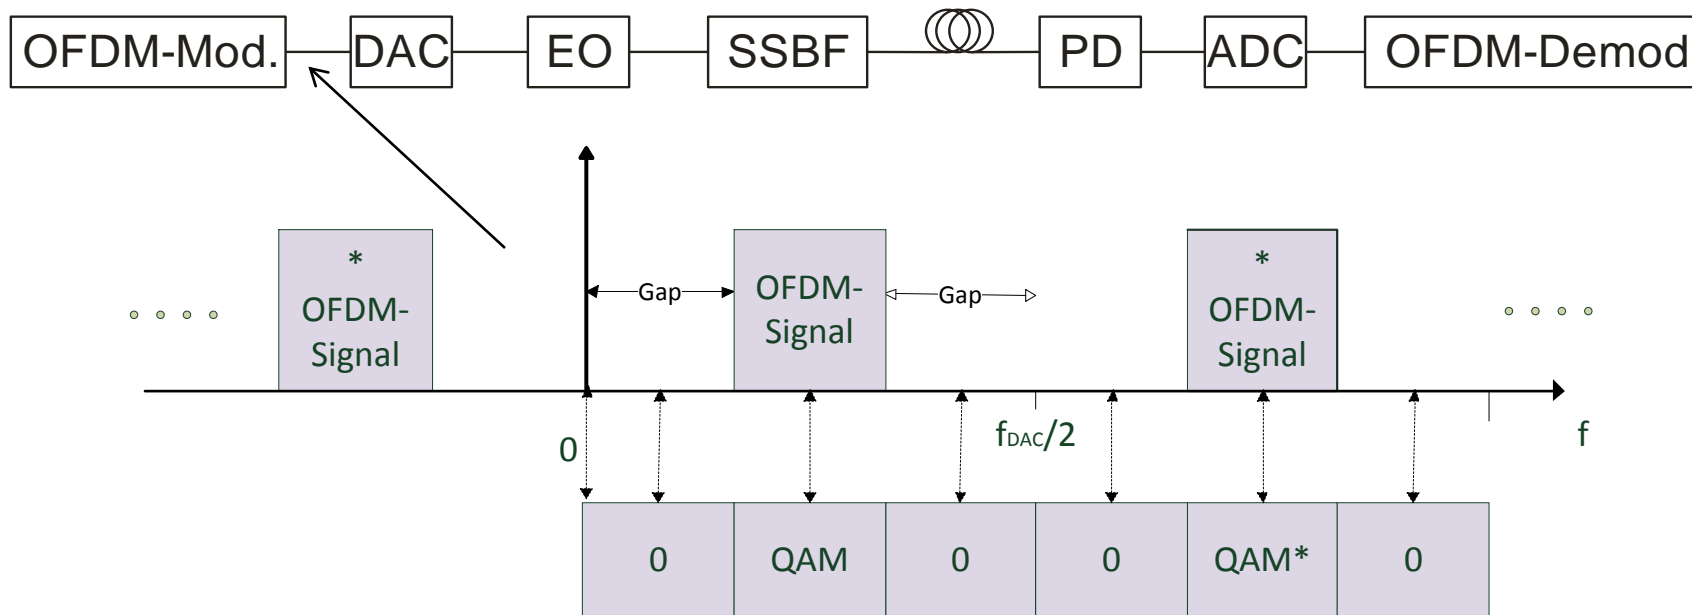 OFDM-Mod. DAC EO SSBF PD ADC OFDM-Demod
*
OFDM-
Signal
Gap
OFDM-
Signal
Gap
*
OFDM-
Signal
0
fDAC/2
f
0 QAM 0 0 QAM* 0